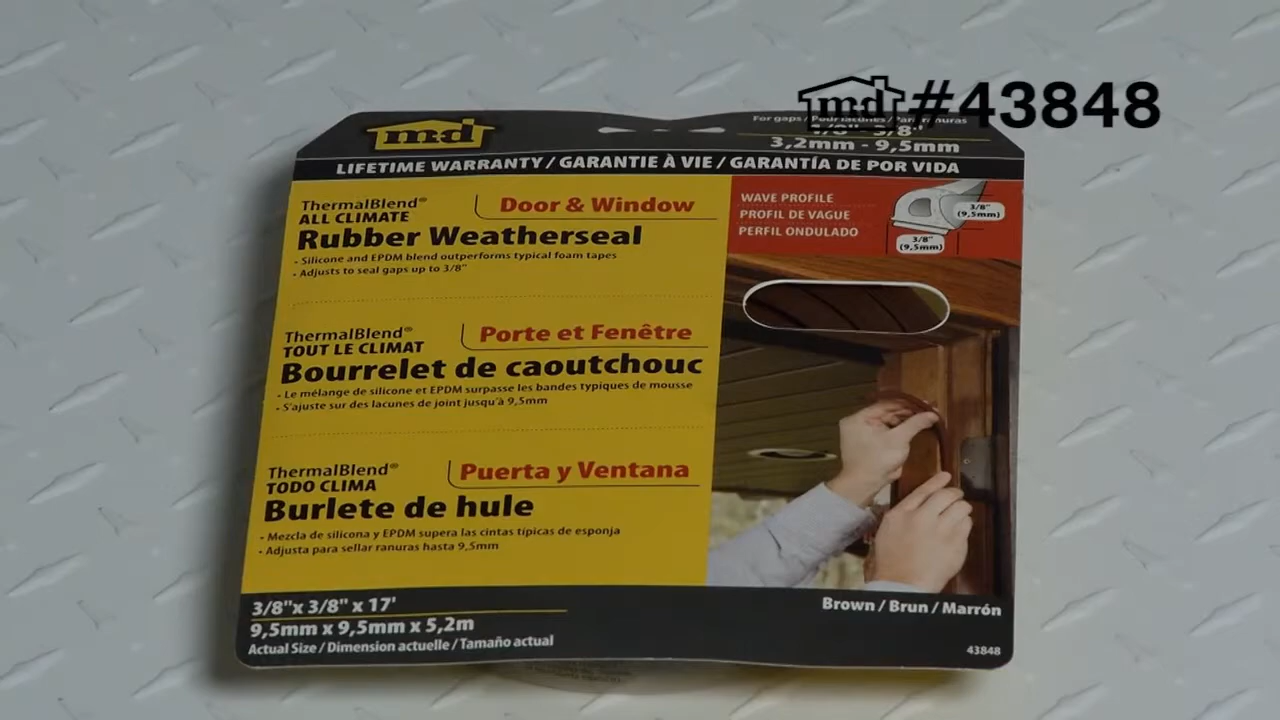 m-d #43848
m-d
For gaps / Pour lacunes / Para ranuras
1/8" - 3/8"
3,2mm - 9,5mm
LIFETIME WARRANTY / GARANTIE À VIE / GARANTÍA DE POR VIDA
ThermalBlend®
ALL CLIMATE
Door & Window
Rubber Weatherseal
- Silicone and EPDM blend outperforms typical foam tapes
- Adjusts to seal gaps up to 3/8"
WAVE PROFILE
PROFIL DE VAGUE
PERFIL ONDULADO
3/8"
(9,5mm)
3/8"
(9,5mm)
ThermalBlend®
TOUT LE CLIMAT
Porte et Fenêtre
Bourrelet de caoutchouc
- Le mélange de silicone et EPDM surpasse les bandes typiques de mousse
- S'ajuste sur des lacunes de joint jusqu'à 9,5mm
ThermalBlend®
TODO CLIMA
Puerta y Ventana
Burlete de hule
- Mezcla de silicona y EPDM supera las cintas típicas de esponja
- Adjusta para sellar ranuras hasta 9,5mm
3/8"x 3/8" x 17'
9,5mm x 9,5mm x 5,2m
Actual Size / Dimension actuelle / Tamaño actual
Brown / Brun / Marrón
43848